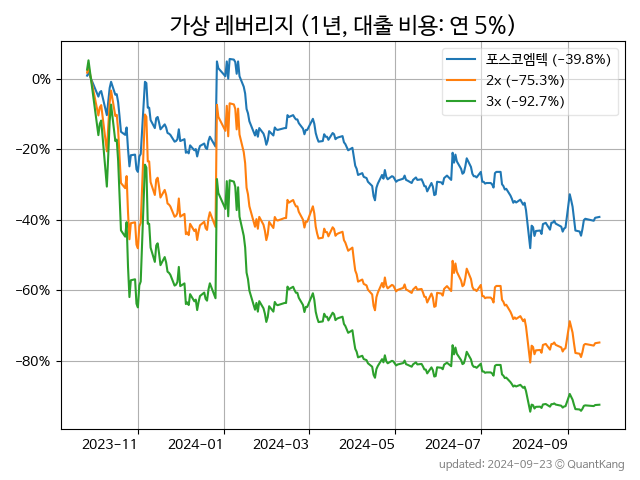 가상 레버리지 (1년, 대출 비용: 연 5%)
포스코엠텍 (−39.8%)
2x (−75.3%)
3x (−92.7%)
0%
−20%
−40%
−60%
−80%
2023-11 2024-01 2024-03 2024-05 2024-07 2024-09
updated: 2024-09-23 © QuantKang